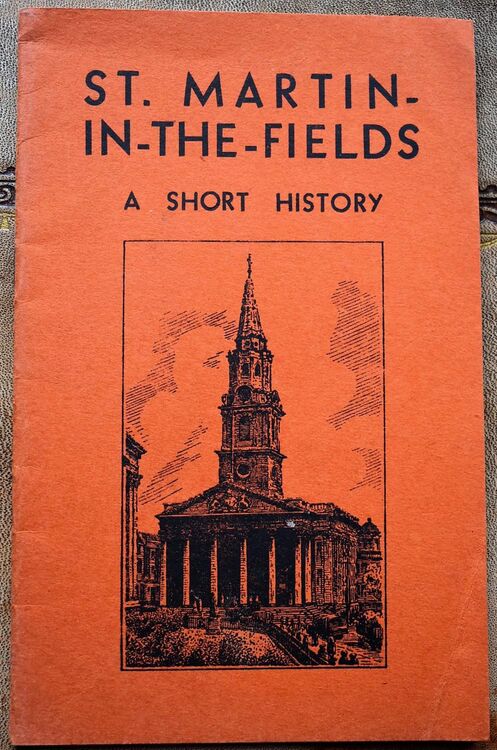 ST. MARTIN-
IN-THE-FIELDS
A SHORT HISTORY